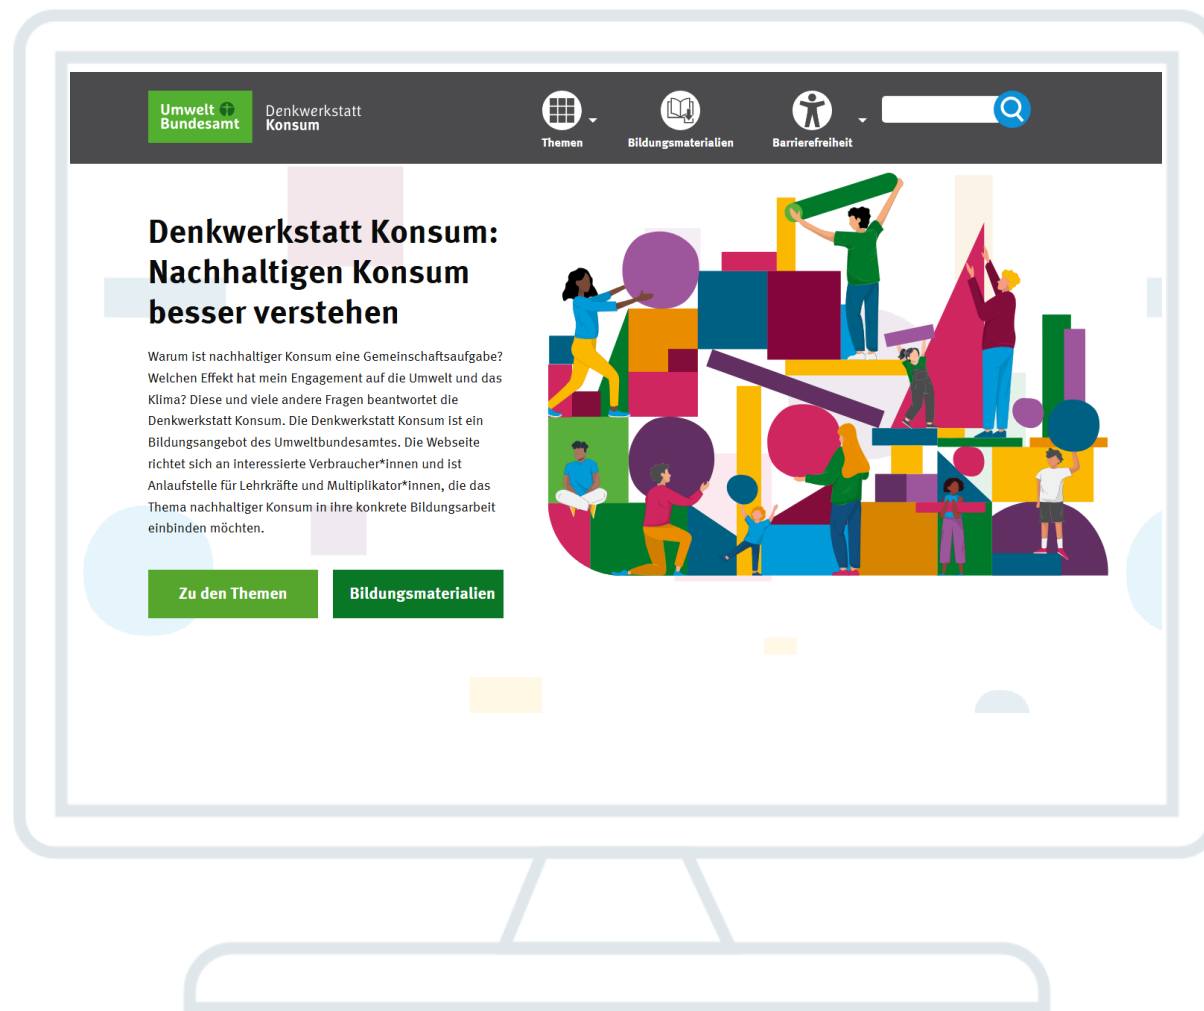 Umwelt
Bundesamt
Denkwerkstatt
Konsum
Themen
Bildungsmaterialien
Barrierefreiheit
Denkwerkstatt Konsum:
Nachhaltigen Konsum
besser verstehen
Warum ist nachhaltiger Konsum eine Gemeinschaftsaufgabe?
Welchen Effekt hat mein Engagement auf die Umwelt und das
Klima? Diese und viele andere Fragen beantwortet die
Denkwerkstatt Konsum. Die Denkwerkstatt Konsum ist ein
Bildungsangebot des Umweltbundesamtes. Die Webseite
richtet sich an interessierte Verbraucher*innen und ist
Anlaufstelle für Lehrkräfte und Multiplikator*innen, die das
Thema nachhaltiger Konsum in ihre konkrete Bildungsarbeit
einbinden möchten.
Zu den Themen
Bildungsmaterialien